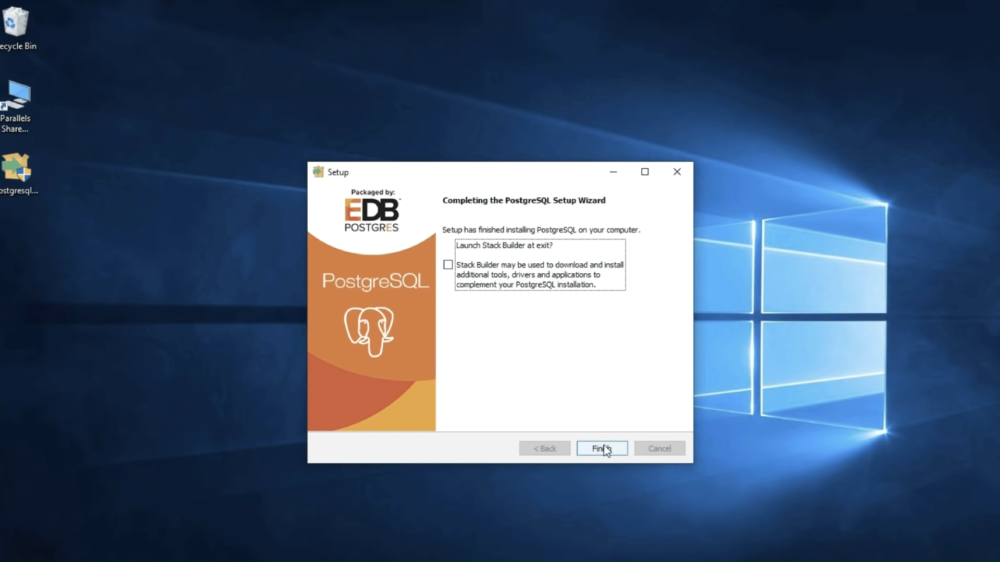 ecycle Bin
Parallels
Share...
ostgresql...
Setup
Packaged by:
EDB
POSTGRES
PostgreSQL
Completing the PostgreSQL Setup Wizard
Setup has finished installing PostgreSQL on your computer.
Launch Stack Builder at exit?
Stack Builder may be used to download and install
additional tools, drivers and applications to
complement your PostgreSQL installation.
< Back
Finish
Cancel